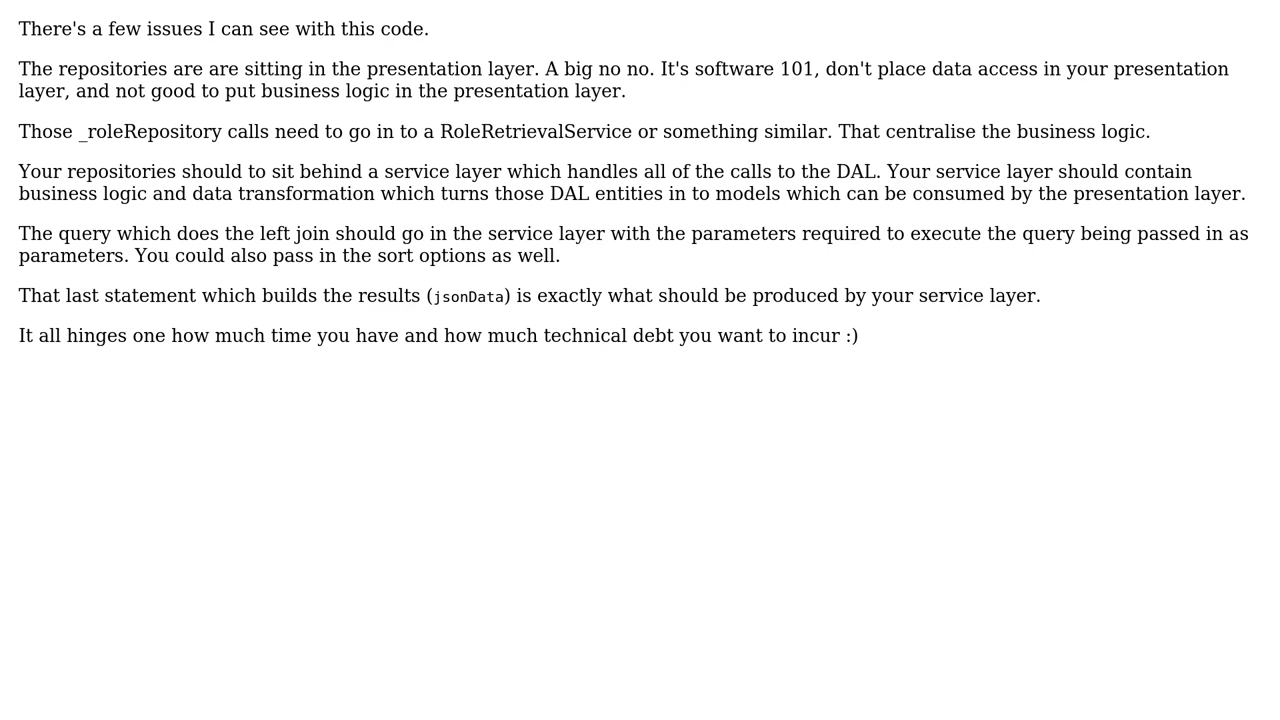 There's a few issues I can see with this code.
The repositories are are sitting in the presentation layer. A big no no. It's software 101, don't place data access in your presentation
layer, and not good to put business logic in the presentation layer.
Those _roleRepository calls need to go in to a RoleRetrievalService or something similar. That centralise the business logic.
Your repositories should to sit behind a service layer which handles all of the calls to the DAL. Your service layer should contain
business logic and data transformation which turns those DAL entities in to models which can be consumed by the presentation layer.
The query which does the left join should go in the service layer with the parameters required to execute the query being passed in as
parameters. You could also pass in the sort options as well.
That last statement which builds the results (jsonData) is exactly what should be produced by your service layer.
It all hinges one how much time you have and how much technical debt you want to incur :)